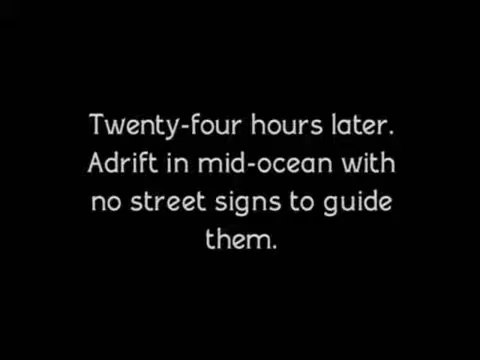 Twenty-four hours later.
Adrift in mid-ocean with
no street signs to guide
them.